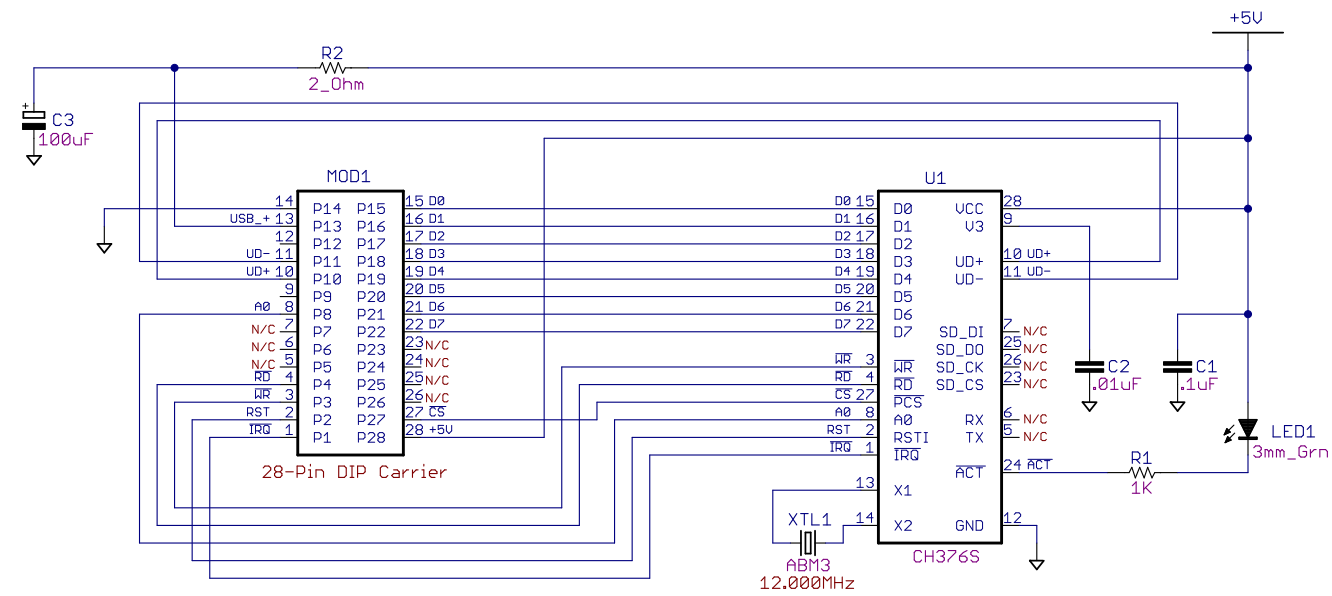 +5V
R2
2_Ohm
+
C3
100uF
MOD1
U1
14 P14 P15 15 D0
USB_+ 13 P13 P16 16 D1
12 P12 P17 17 D2
UD- 11 P11 P18 18 D3
UD+ 10 P10 P19 19 D4
9 P9 P20 20 D5
A0 8 P8 P21 21 D6
N/C 7 P7 P22 22 D7
N/C 6 P6 P23 23 N/C
N/C 5 P5 P24 24 N/C
RD 4 P4 P25 25 N/C
WR 3 P3 P26 26 N/C
RST 2 P2 P27 27 CS
IRQ 1 P1 P28 28 +5V
28-Pin DIP Carrier
D0 15 D0 VCC 28
D1 16 D1 V3 9
D2 17 D2
D3 18 D3 UD+ 10 UD+
D4 19 D4 UD- 11 UD-
D5 20 D5
D6 21 D6
D7 22 D7 SD_DI 7 N/C
SD_DO 25 N/C
WR 3 WR SD_CK 26 N/C
RD 4 RD SD_CS 23 N/C
CS 27 PCS
A0 8 A0 RX 6 N/C
RST 2 RSTI TX 5 N/C
IRQ 1 IRQ
ACT 24 ACT
13 X1
14 X2 GND 12
CH376S
XTL1
ABM3
12.000MHz
C2
.01uF
C1
.1uF
LED1
3mm_Grn
R1
1K